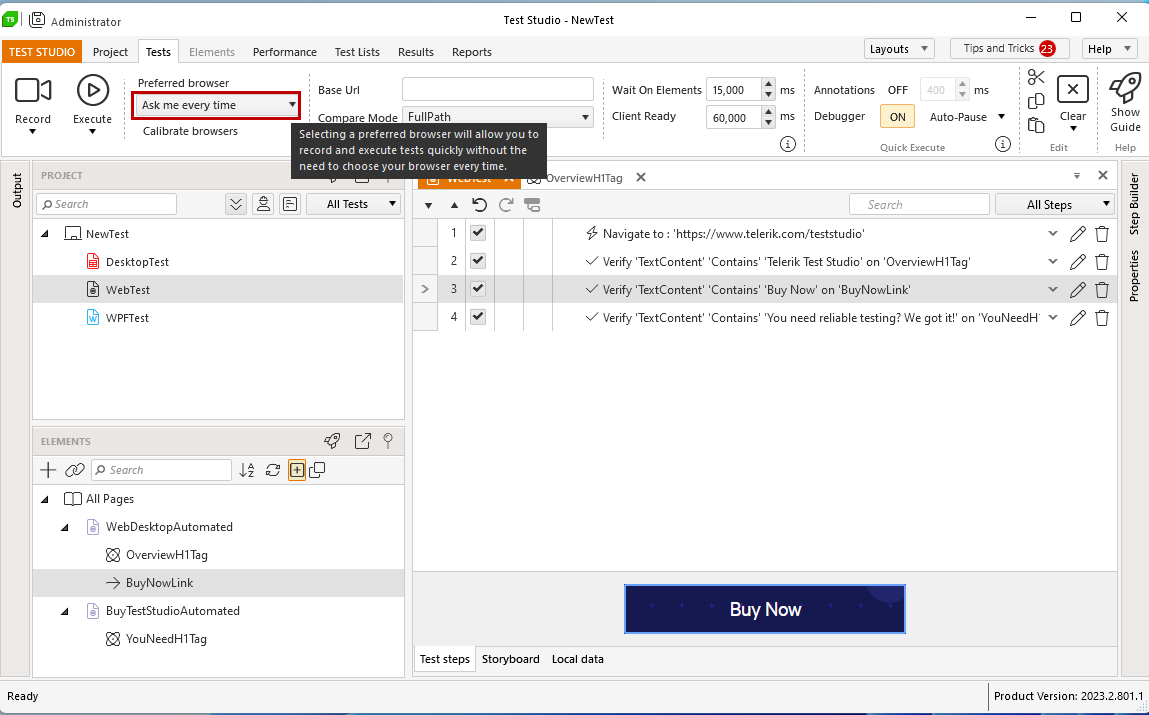 TS
Administrator
Test Studio - NewTest
TEST STUDIO
Project
Tests
Elements
Performance
Test Lists
Results
Reports
Layouts
Tips and Tricks
23
Help
Record
Execute
Preferred browser
Ask me every time
Calibrate browsers
Base Url
Compare Mode
FullPath
Wait On Elements
15,000
ms
Client Ready
60,000
ms
Annotations
OFF
400
ms
Debugger
ON
Auto-Pause
Quick Execute
Clear
Edit
Show
Guide
Help
Selecting a preferred browser will allow you to
record and execute tests quickly without the
need to choose your browser every time.
Output
PROJECT
Search
All Tests
NewTest
DesktopTest
WebTest
WPFTest
ELEMENTS
Search
All Pages
WebDesktopAutomated
OverviewH1Tag
BuyNowLink
BuyTestStudioAutomated
YouNeedH1Tag
WebTest
OverviewH1Tag
Search
All Steps
1 Navigate to : 'https://www.telerik.com/teststudio'
2 Verify 'TextContent' 'Contains' 'Telerik Test Studio' on 'OverviewH1Tag'
3 Verify 'TextContent' 'Contains' 'Buy Now' on 'BuyNowLink'
4 Verify 'TextContent' 'Contains' 'You need reliable testing? We got it!' on 'YouNeedH1
Buy Now
Test steps
Storyboard
Local data
Step Builder
Properties
Ready
Product Version: 2023.2.801.1